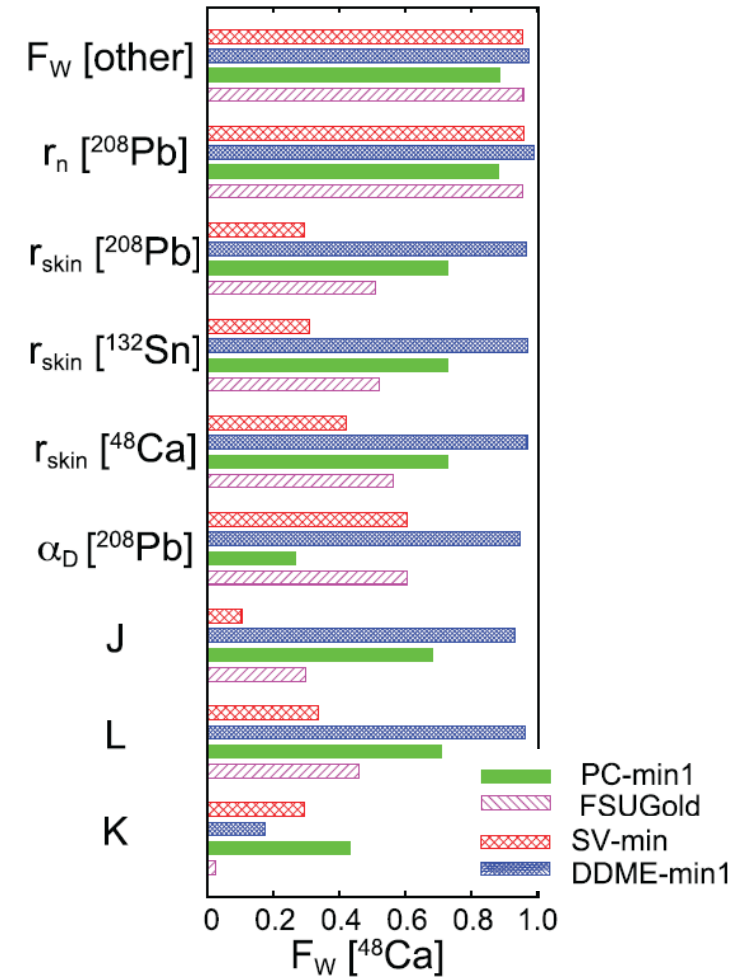 F_W [other]
r_n [²⁰⁸Pb]
r_skin [²⁰⁸Pb]
r_skin [¹³²Sn]
r_skin [⁴⁸Ca]
α_D [²⁰⁸Pb]
J
L
K
PC-min1
FSUGold
SV-min
DDME-min1
0 0.2 0.4 0.6 0.8 1.0
F_W [⁴⁸Ca]